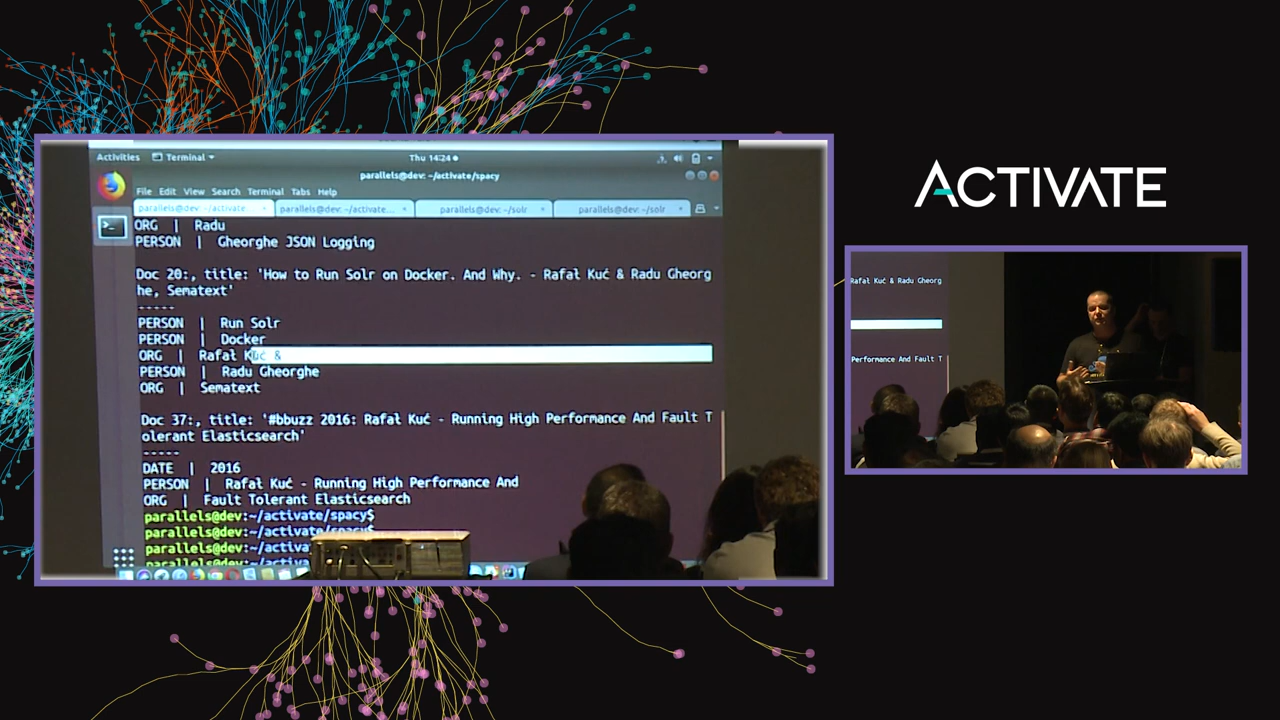 Activities Terminal Thu 14:24
parallels@dev: ~/activate/spacy
File Edit View Search Terminal Tabs Help
parallels@dev: ~/activate... × parallels@dev: ~/activate... × parallels@dev: ~/solr × parallels@dev: ~/solr ×
ORG | Radu
PERSON | Gheorghe JSON Logging
Doc 20:, title: 'How to Run Solr on Docker. And Why. - Rafał Kuć & Radu Gheorg
he, Sematext'
-----
PERSON | Run Solr
PERSON | Docker
ORG | Rafał Kuć &
PERSON | Radu Gheorghe
ORG | Sematext
Doc 37:, title: '#bbuzz 2016: Rafał Kuć - Running High Performance And Fault T
olerant Elasticsearch'
-----
DATE | 2016
PERSON | Rafał Kuć - Running High Performance And
ORG | Fault Tolerant Elasticsearch
parallels@dev:~/activate/spacy$
parallels@dev:~/activate/spacy$
parallels@dev:~/activa
parallels@dev:~/activa
ACTIVATE
Rafał Kuć & Radu Gheorg
Performance And Fault T